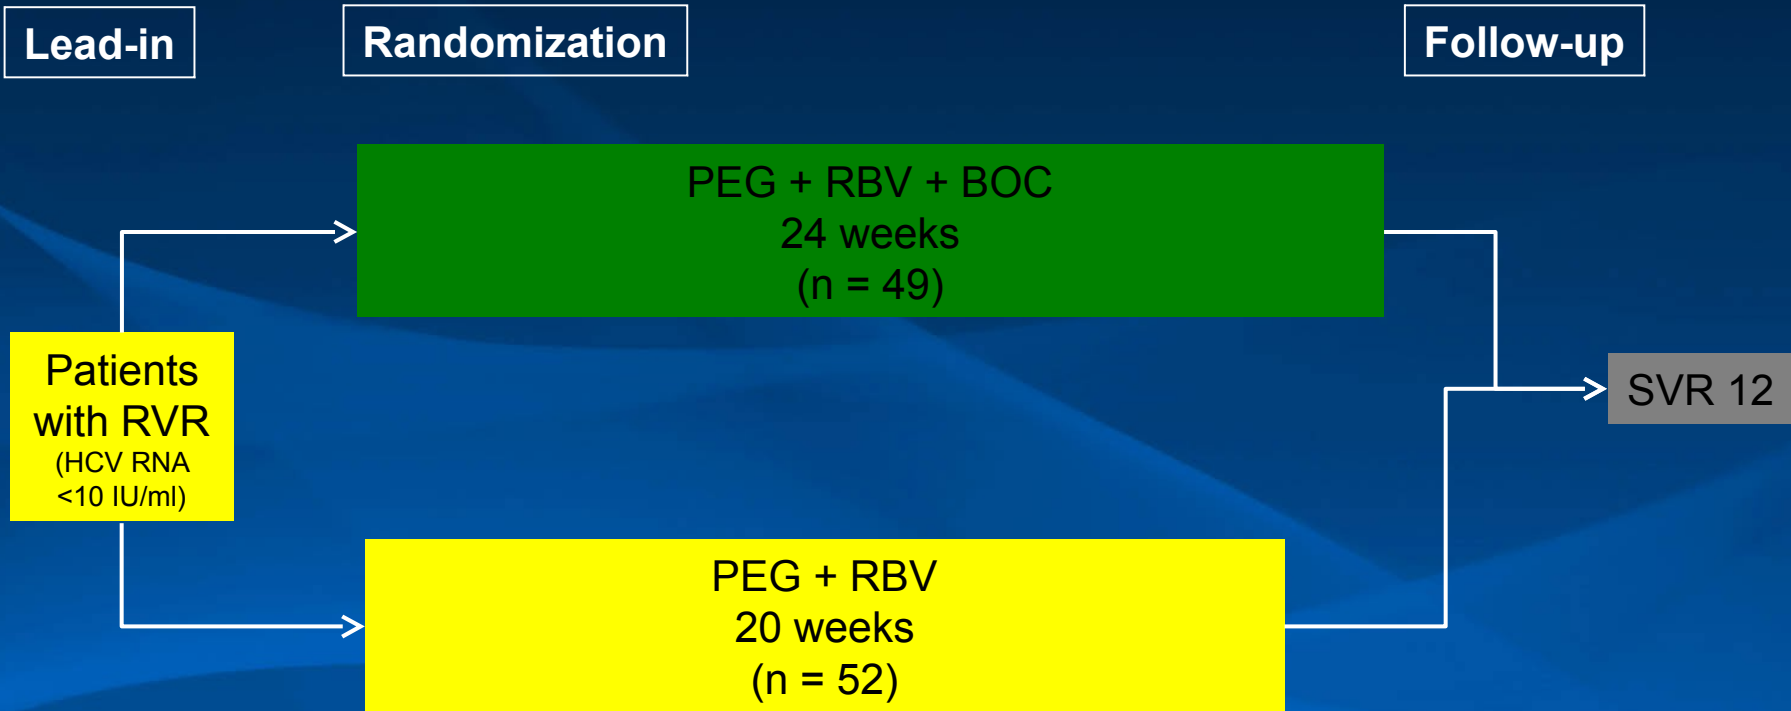 Lead-in
Randomization
Follow-up
PEG + RBV + BOC
24 weeks
(n = 49)
Patients
with RVR
(HCV RNA
<10 IU/ml)
SVR 12
PEG + RBV
20 weeks
(n = 52)